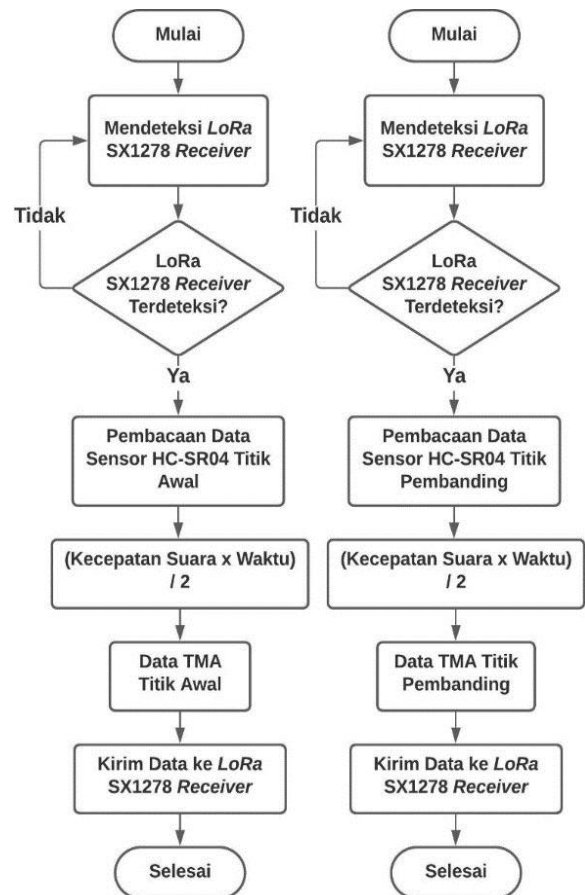 Mulai
Mendeteksi LoRa
SX1278 Receiver
Tidak
LoRa
SX1278 Receiver
Terdeteksi?
Ya
Pembacaan Data
Sensor HC-SR04 Titik
Awal
(Kecepatan Suara x Waktu)
/ 2
Data TMA
Titik Awal
Kirim Data ke LoRa
SX1278 Receiver
Selesai
Mulai
Mendeteksi LoRa
SX1278 Receiver
Tidak
LoRa
SX1278 Receiver
Terdeteksi?
Ya
Pembacaan Data
Sensor HC-SR04 Titik
Pembanding
(Kecepatan Suara x Waktu)
/ 2
Data TMA Titik
Pembanding
Kirim Data ke LoRa
SX1278 Receiver
Selesai